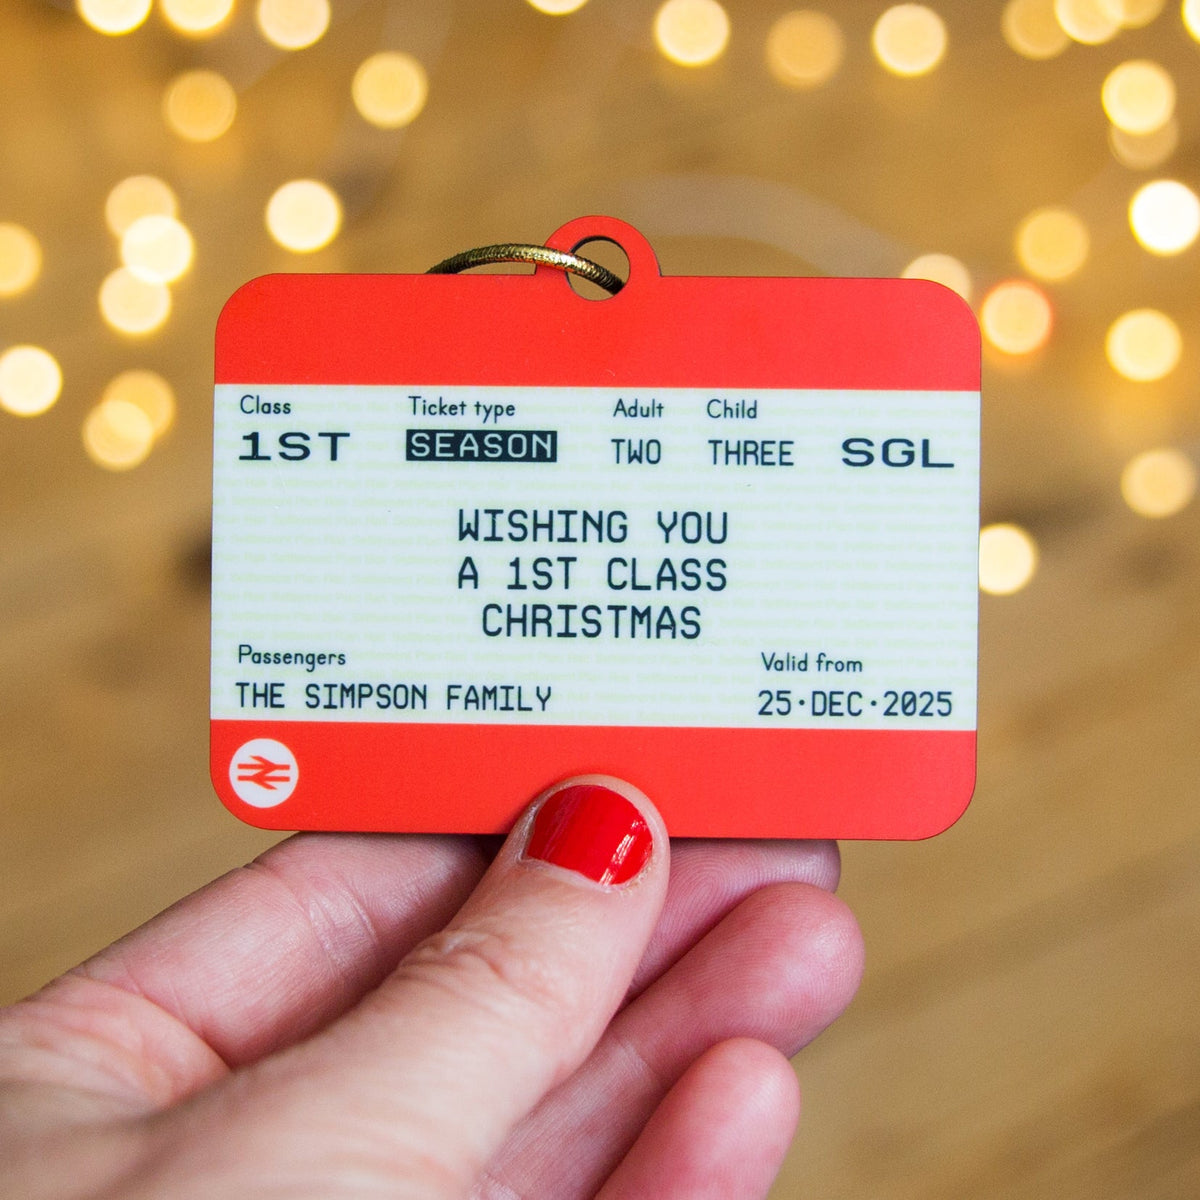 Class Ticket type Adult Child
1ST SEASON TWO THREE SGL
WISHING YOU
A 1ST CLASS
CHRISTMAS
Passengers Valid from
THE SIMPSON FAMILY 25·DEC·2025